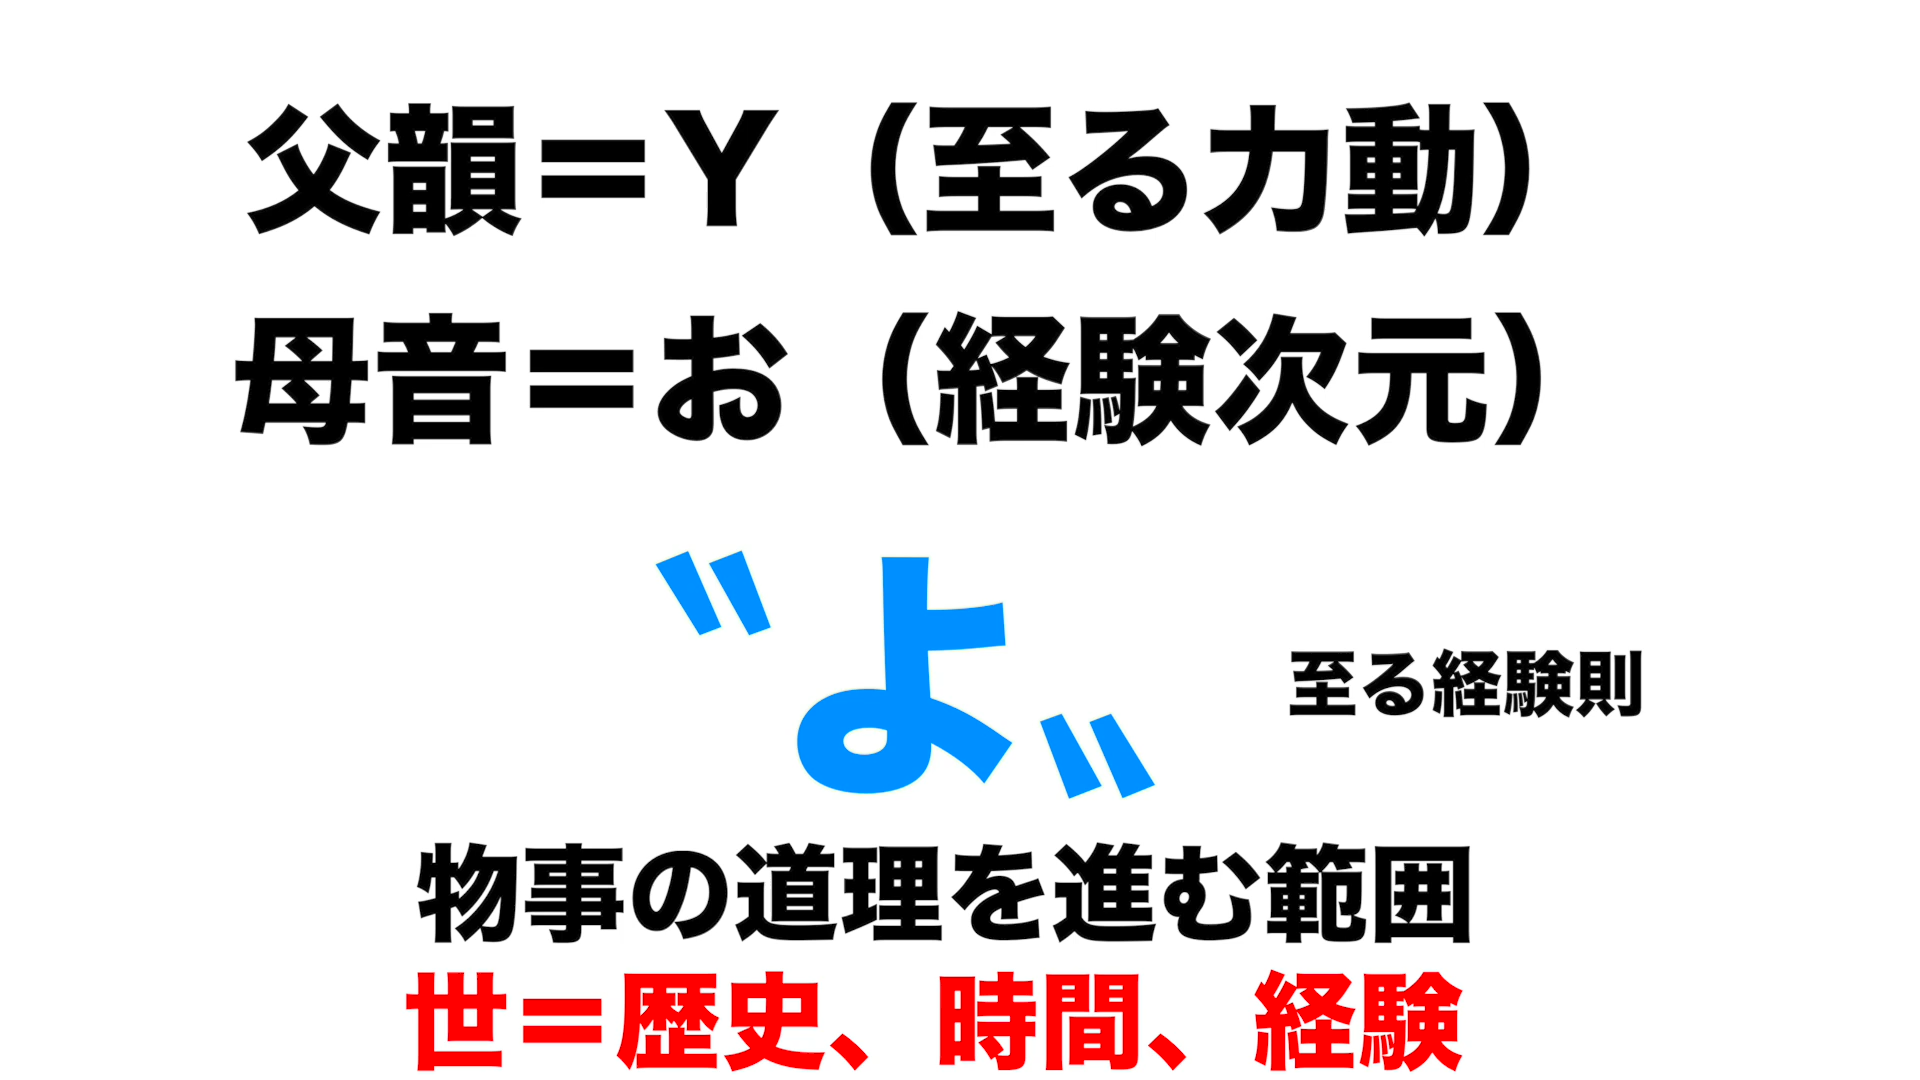 父韻＝Y（至る力動）
母音＝お（経験次元）
〝よ〟
至る経験則
物事の道理を進む範囲
世＝歴史、時間、経験